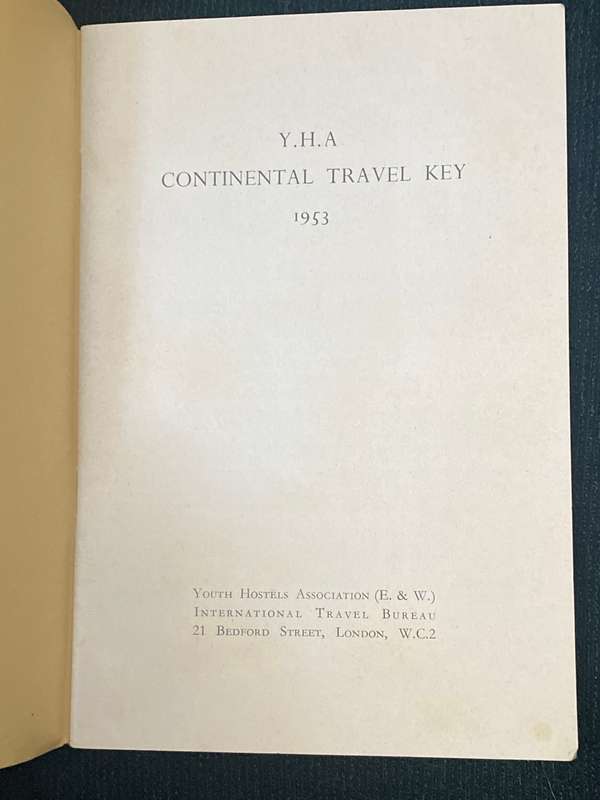 Y.H.A
CONTINENTAL TRAVEL KEY
1953
YOUTH HOSTELS ASSOCIATION (E. & W.)
INTERNATIONAL TRAVEL BUREAU
21 BEDFORD STREET, LONDON, W.C.2